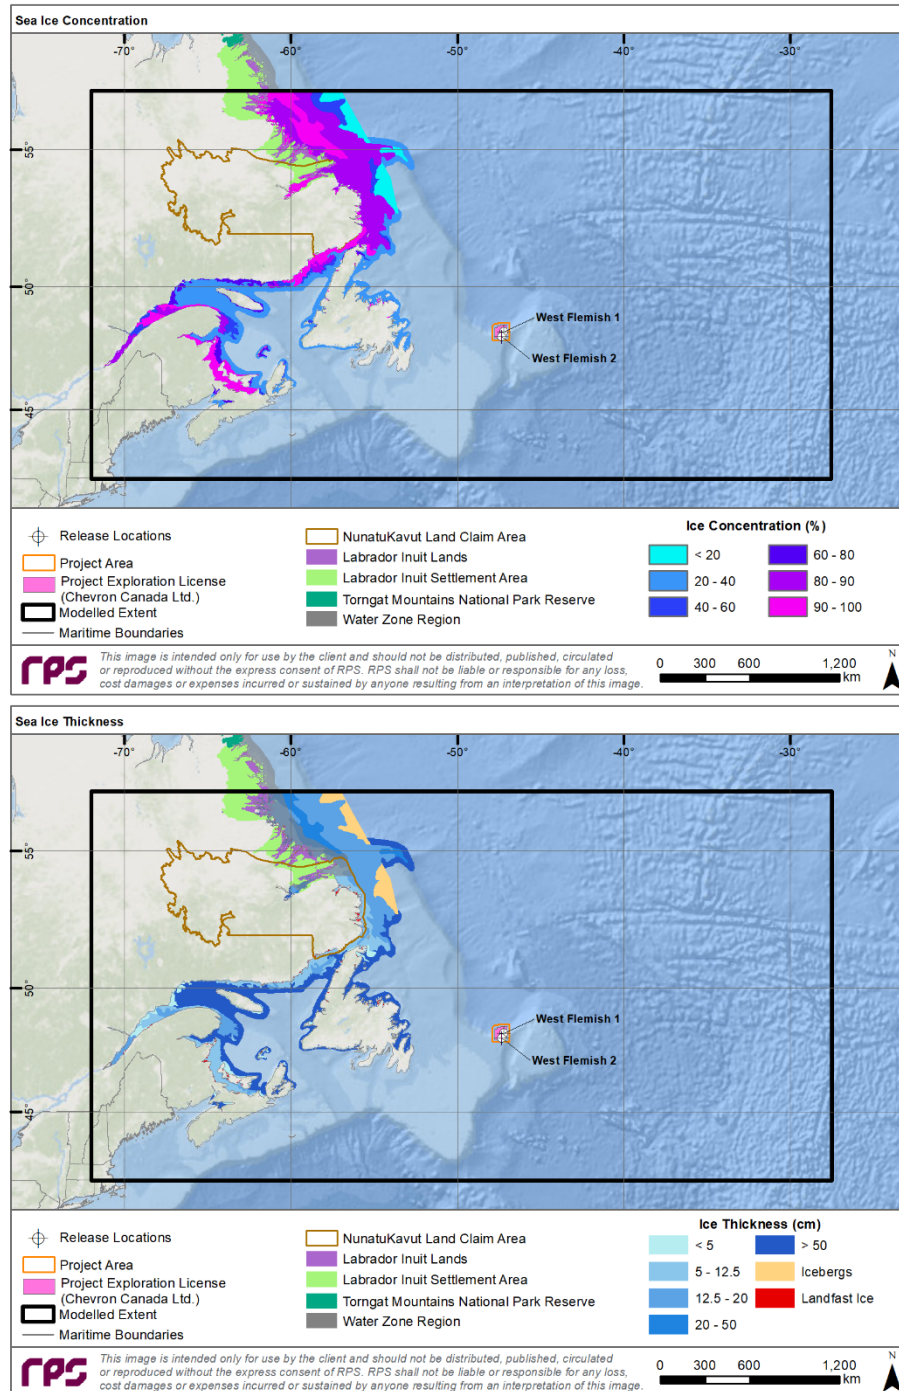 Sea Ice Concentration
-70° -60° -50° -40° -30°
55°
50°
West Flemish 1
West Flemish 2
45°
Release Locations
Project Area
Project Exploration License
(Chevron Canada Ltd.)
Modelled Extent
Maritime Boundaries
NunatuKavut Land Claim Area
Labrador Inuit Lands
Labrador Inuit Settlement Area
Torngat Mountains National Park Reserve
Water Zone Region
Ice Concentration (%)
< 20 60 - 80
20 - 40 80 - 90
40 - 60 90 - 100
rps
This image is intended only for use by the client and should not be distributed, published, circulated
or reproduced without the express consent of RPS. RPS shall not be liable or responsible for any loss,
cost damages or expenses incurred or sustained by anyone resulting from an interpretation of this image.
0 300 600 1,200
km
N
Sea Ice Thickness
-70° -60° -50° -40° -30°
55°
50°
West Flemish 1
West Flemish 2
45°
Release Locations
Project Area
Project Exploration License
(Chevron Canada Ltd.)
Modelled Extent
Maritime Boundaries
NunatuKavut Land Claim Area
Labrador Inuit Lands
Labrador Inuit Settlement Area
Torngat Mountains National Park Reserve
Water Zone Region
Ice Thickness (cm)
< 5 > 50
5 - 12.5 Icebergs
12.5 - 20 Landfast Ice
20 - 50
rps
This image is intended only for use by the client and should not be distributed, published, circulated
or reproduced without the express consent of RPS. RPS shall not be liable or responsible for any loss,
cost damages or expenses incurred or sustained by anyone resulting from an interpretation of this image.
0 300 600 1,200
km
N